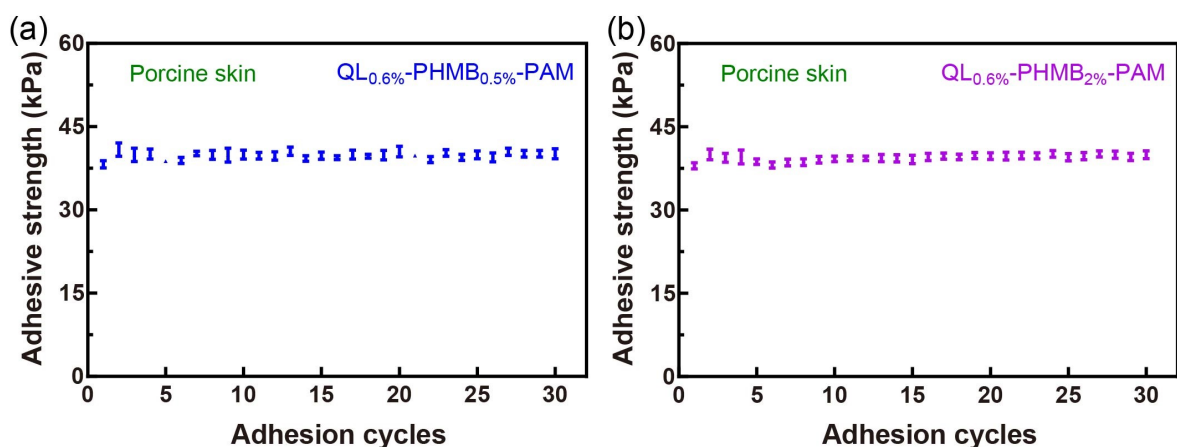 (a)
Adhesive strength (kPa)
60
45
30
15
0
Porcine skin
QL0.6%-PHMB0.5%-PAM
0 5 10 15 20 25 30
Adhesion cycles
(b)
Adhesive strength (kPa)
60
45
30
15
0
Porcine skin
QL0.6%-PHMB2%-PAM
0 5 10 15 20 25 30
Adhesion cycles